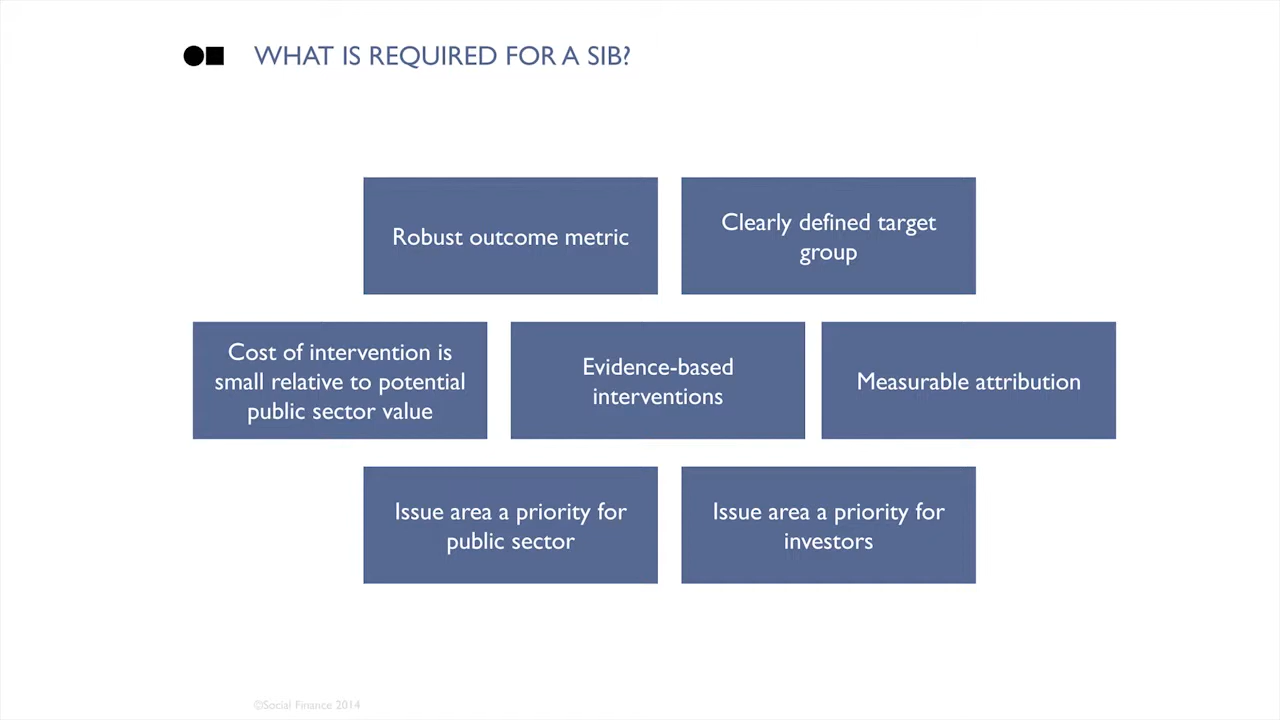 WHAT IS REQUIRED FOR A SIB?
Robust outcome metric
Clearly defined target
group
Cost of intervention is
small relative to potential
public sector value
Evidence-based
interventions
Measurable attribution
Issue area a priority for
public sector
Issue area a priority for
investors
©Social Finance 2014